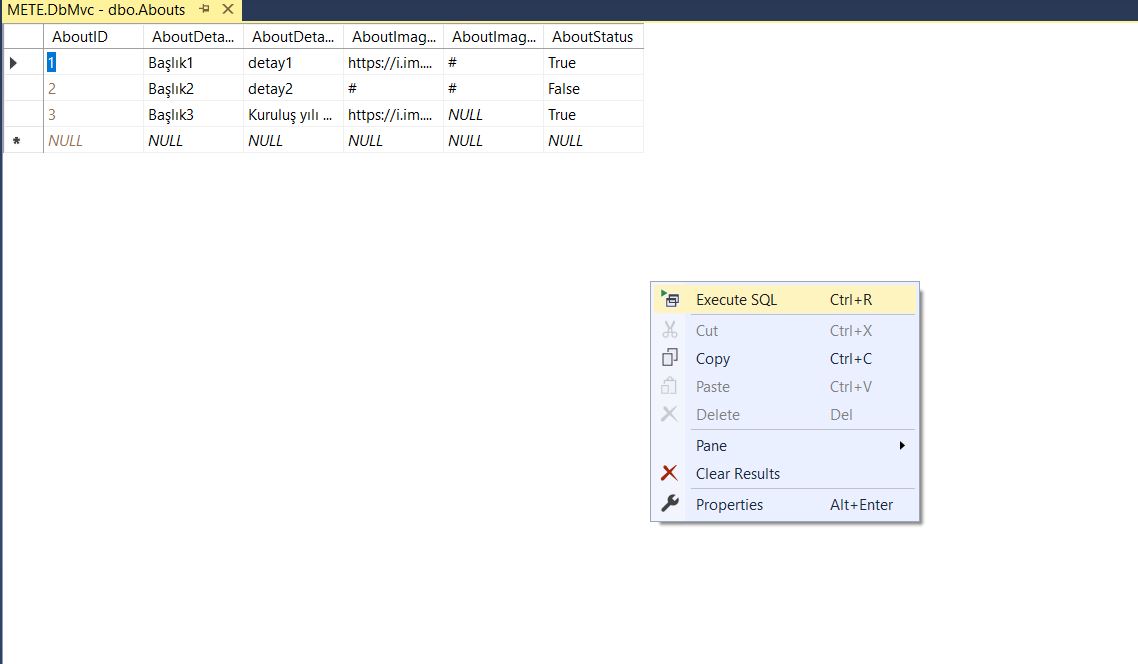 METE.DbMvc - dbo.Abouts
AboutID AboutDeta... AboutDeta... AboutImag... AboutImag... AboutStatus
1 Başlık1 detay1 https://i.im.... # True
2 Başlık2 detay2 # # False
3 Başlık3 Kuruluş yılı ... https://i.im.... NULL True
* NULL NULL NULL NULL NULL NULL
Execute SQL Ctrl+R
Cut Ctrl+X
Copy Ctrl+C
Paste Ctrl+V
Delete Del
Pane
Clear Results
Properties Alt+Enter